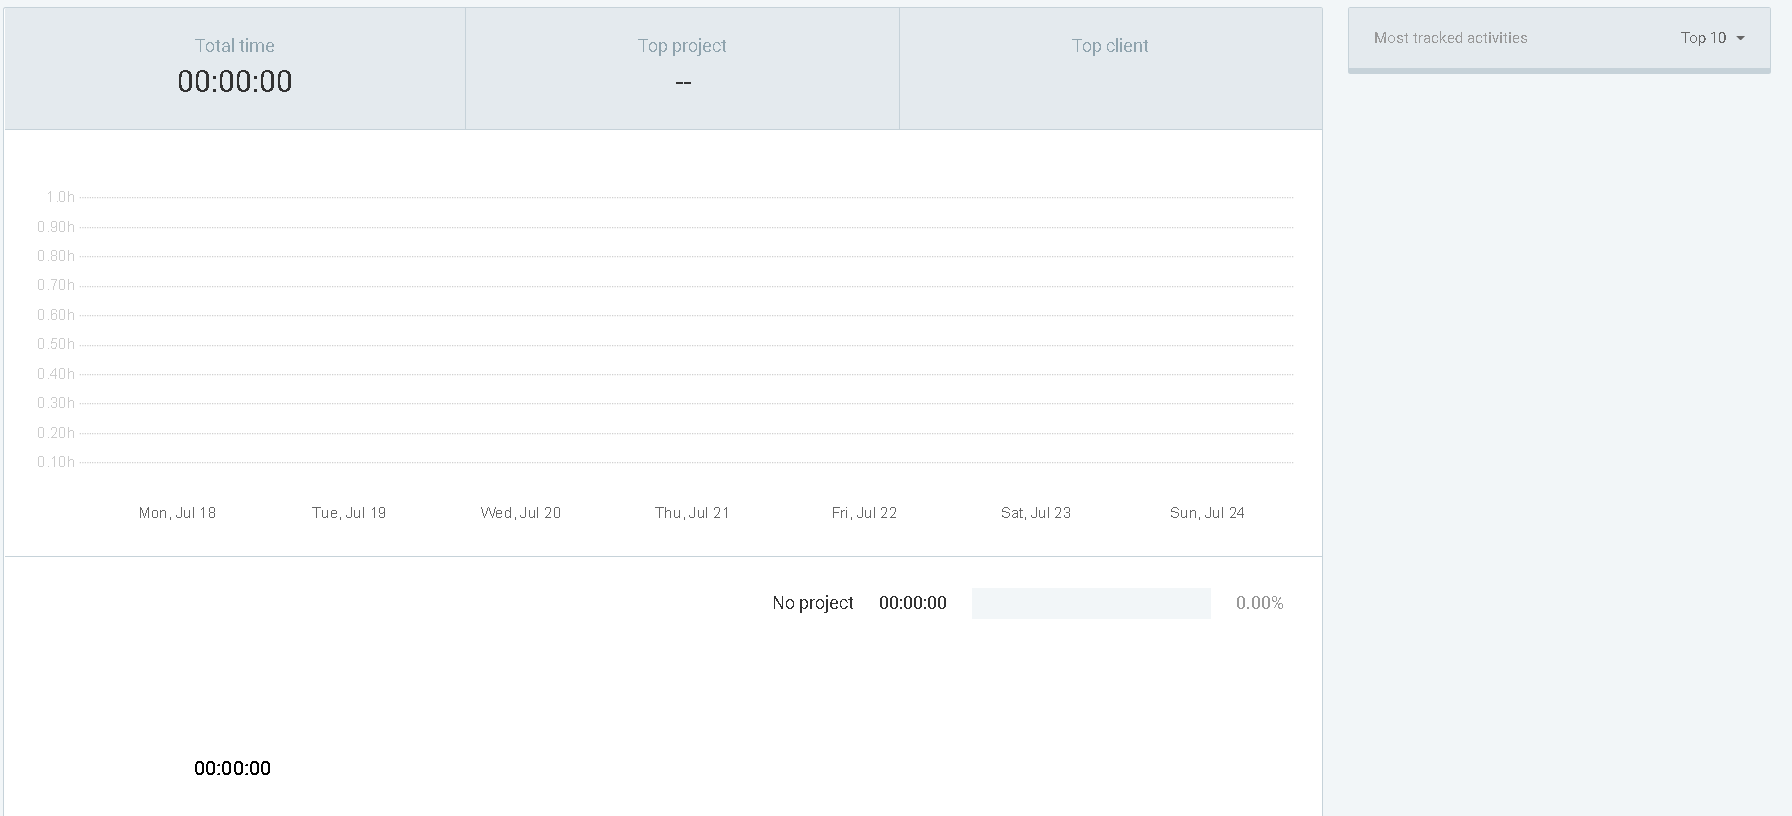 Total time
00:00:00
Top project
--
Top client
Most tracked activities
Top 10
1.0h
0.90h
0.80h
0.70h
0.60h
0.50h
0.40h
0.30h
0.20h
0.10h
Mon, Jul 18
Tue, Jul 19
Wed, Jul 20
Thu, Jul 21
Fri, Jul 22
Sat, Jul 23
Sun, Jul 24
No project 00:00:00 0.00%
00:00:00